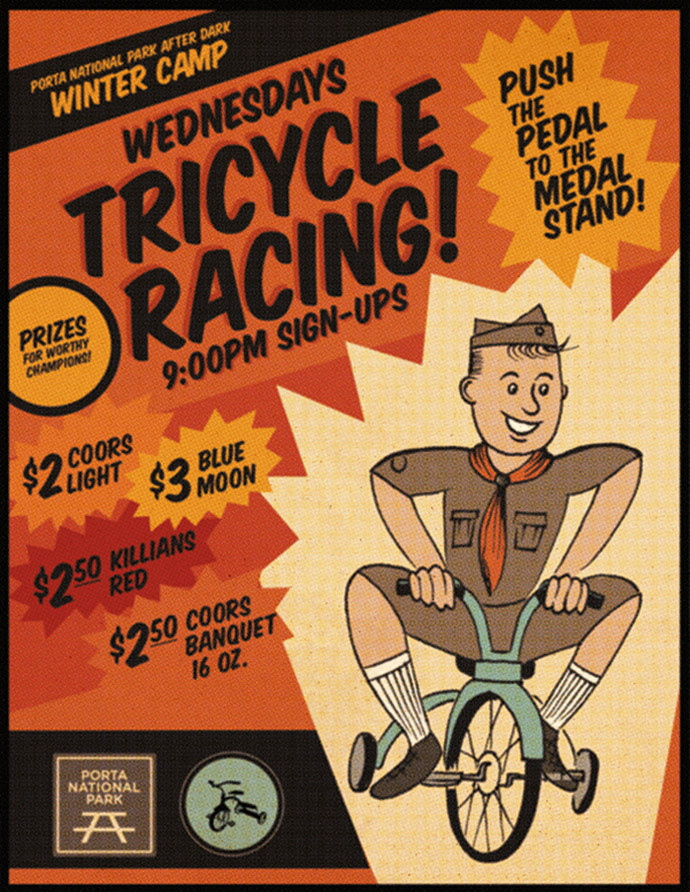 PORTA NATIONAL PARK AFTER DARK
WINTER CAMP
WEDNESDAYS
TRICYCLE
RACING!
9:00PM SIGN-UPS
PUSH
THE
PEDAL
TO THE
MEDAL
STAND!
PRIZES
FOR WORTHY
CHAMPIONS!
$2 COORS
LIGHT
$3 BLUE
MOON
$250 KILLIANS
RED
$250 COORS
BANQUET
16 OZ.
PORTA
NATIONAL
PARK